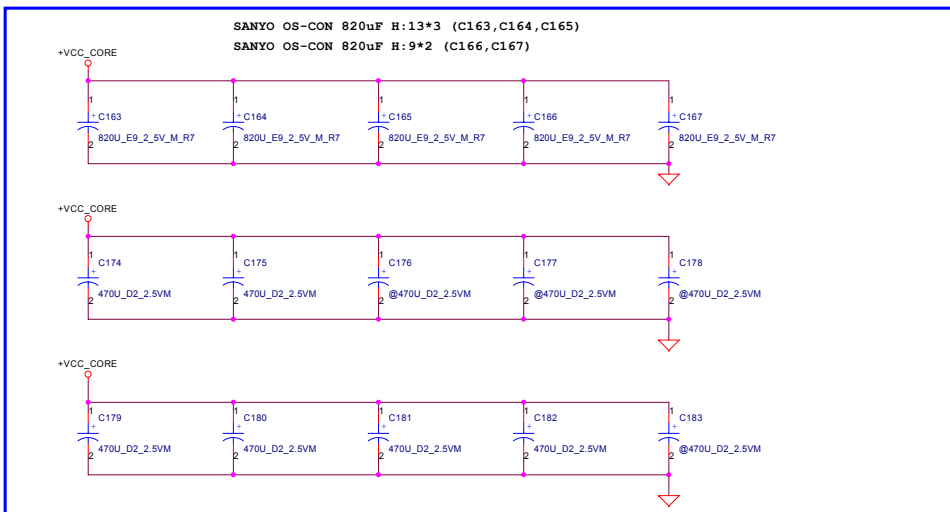 SANYO OS-CON 820uF H:13*3 (C163,C164,C165)
SANYO OS-CON 820uF H:9*2 (C166,C167)
+VCC_CORE
1 1 1 1 1
+ C163 + C164 + C165 + C166 + C167
820U_E9_2_5V_M_R7 820U_E9_2_5V_M_R7 820U_E9_2_5V_M_R7 820U_E9_2_5V_M_R7 820U_E9_2_5V_M_R7
2 2 2 2 2
+VCC_CORE
1 1 1 1 1
C174 C175 C176 C177 C178
+ + + + +
470U_D2_2.5VM 470U_D2_2.5VM @470U_D2_2.5VM @470U_D2_2.5VM @470U_D2_2.5VM
2 2 2 2 2
+VCC_CORE
1 1 1 1 1
C179 C180 C181 C182 C183
+ + + + +
470U_D2_2.5VM 470U_D2_2.5VM 470U_D2_2.5VM 470U_D2_2.5VM @470U_D2_2.5VM
2 2 2 2 2